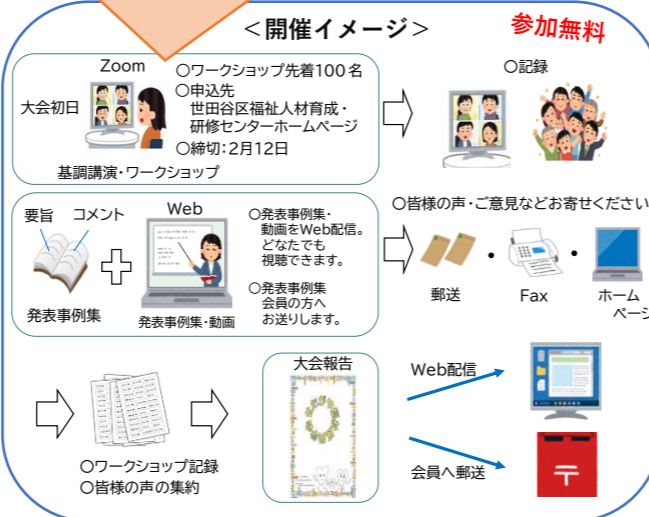 ＜開催イメージ＞
参加無料
Zoom
大会初日
○ワークショップ先着100名
○申込先
世田谷区福祉人材育成・
研修センターホームページ
○締切：2月12日
基調講演・ワークショップ
○記録
要旨
コメント
発表事例集
Web
発表事例集・動画
○発表事例集・
動画をWeb配信。
どなたでも
視聴できます。
○発表事例集
会員の方へ
お送りします。
○皆様の声・ご意見などお寄せください
郵送
・
Fax
・
ホーム
ページ
○ワークショップ記録
○皆様の声の集約
大会報告
Web配信
会員へ郵送
〒